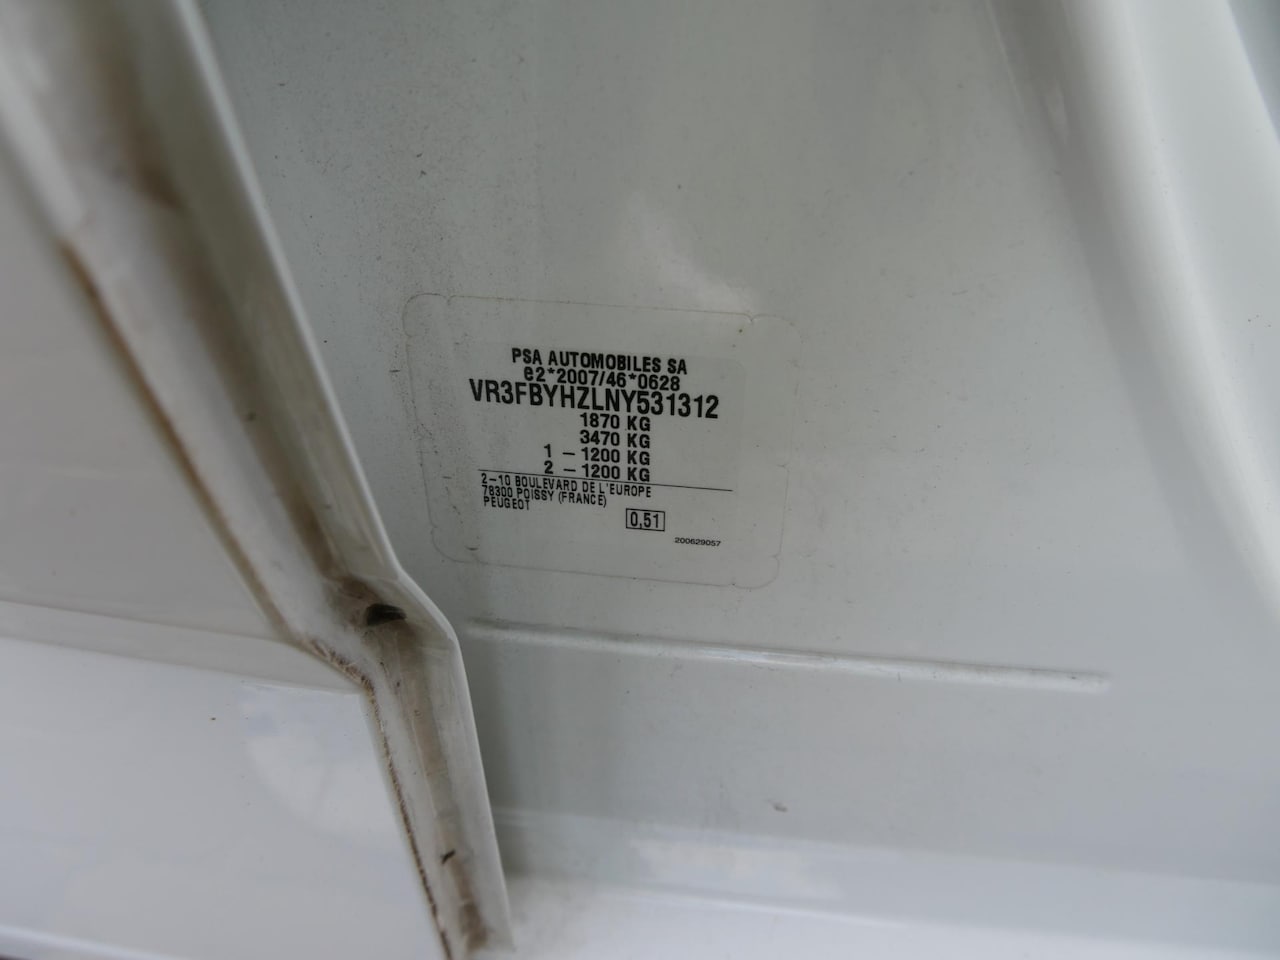 PSA AUTOMOBILES SA
e2*2007/46*0628
VR3FBYHZLNY531312
1870 KG
3470 KG
1 – 1200 KG
2 – 1200 KG
2-10 BOULEVARD DE L'EUROPE
78300 POISSY (FRANCE)
PEUGEOT
0,51
200629057